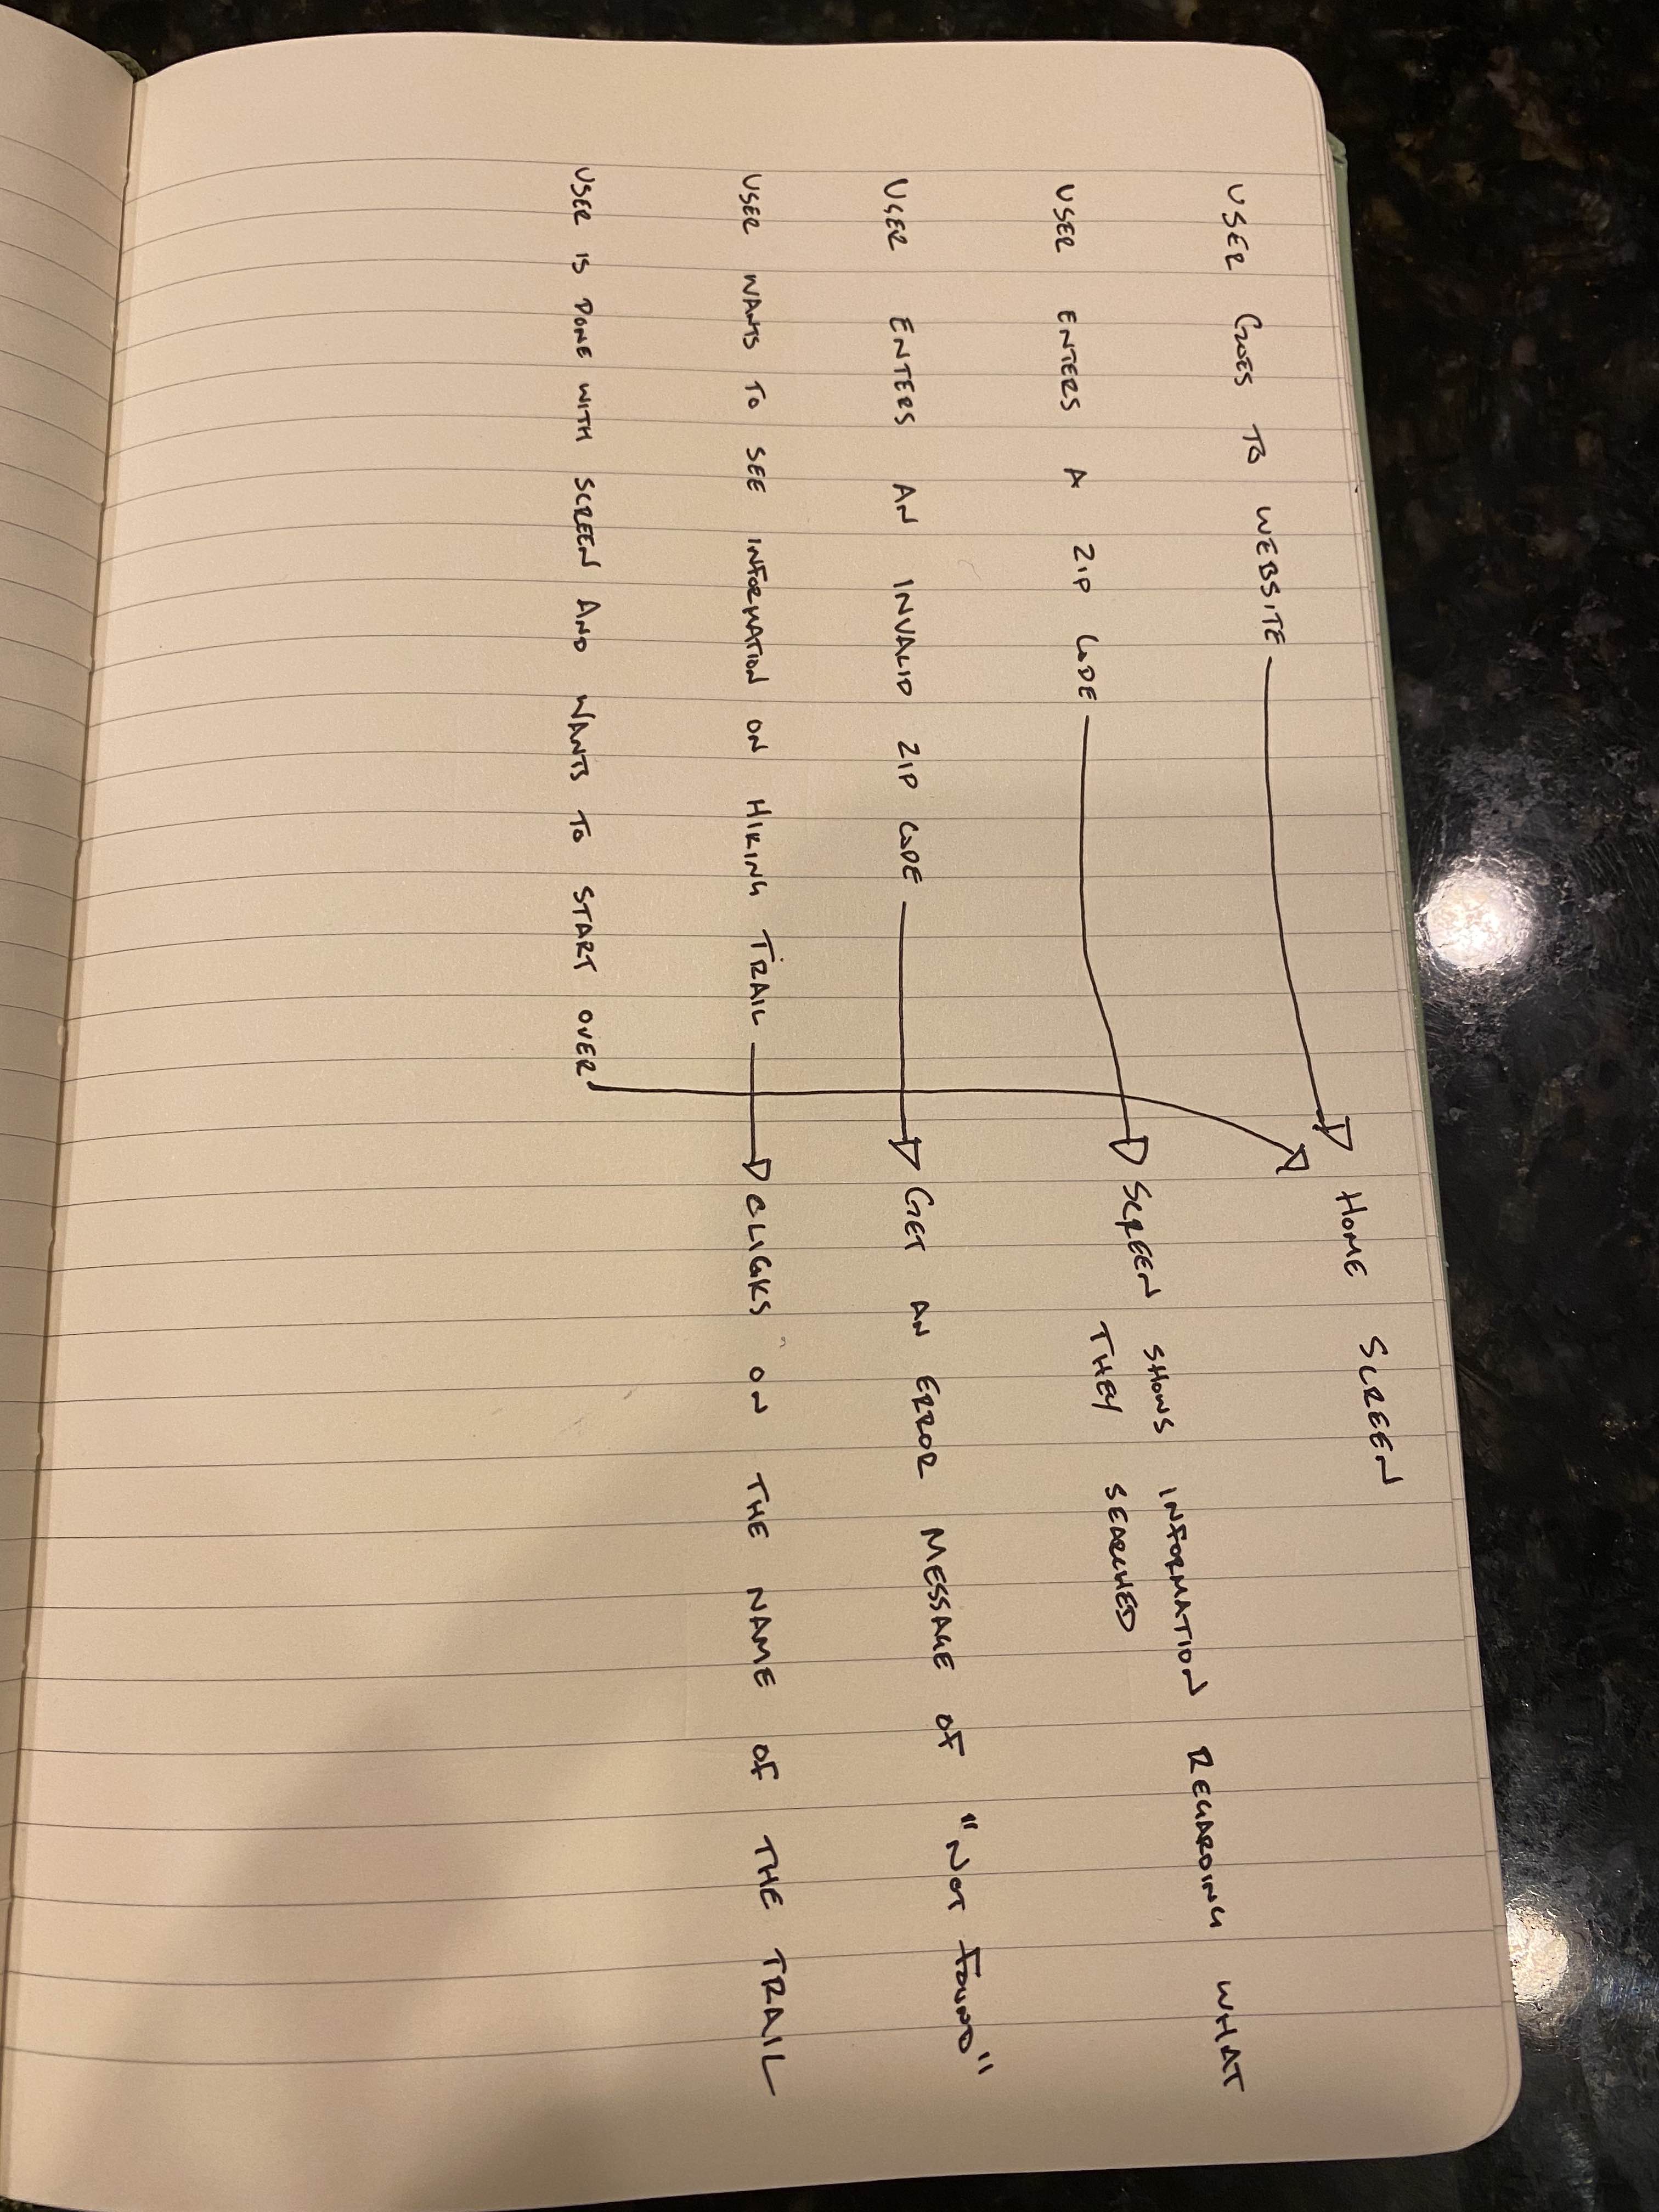 USER GOES TO WEBSITE → HOME SCREEN
USER ENTERS A ZIP CODE → SCREEN SHOWS INFORMATION REGARDING WHAT
THEY SEARCHED
USER ENTERS AN INVALID ZIP CODE → GET AN ERROR MESSAGE OF "NOT FOUND"
USER WANTS TO SEE INFORMATION ON HIKING TRAIL → CLICKS ON THE NAME OF THE TRAIL
USER IS DONE WITH SCREEN AND WANTS TO START OVER